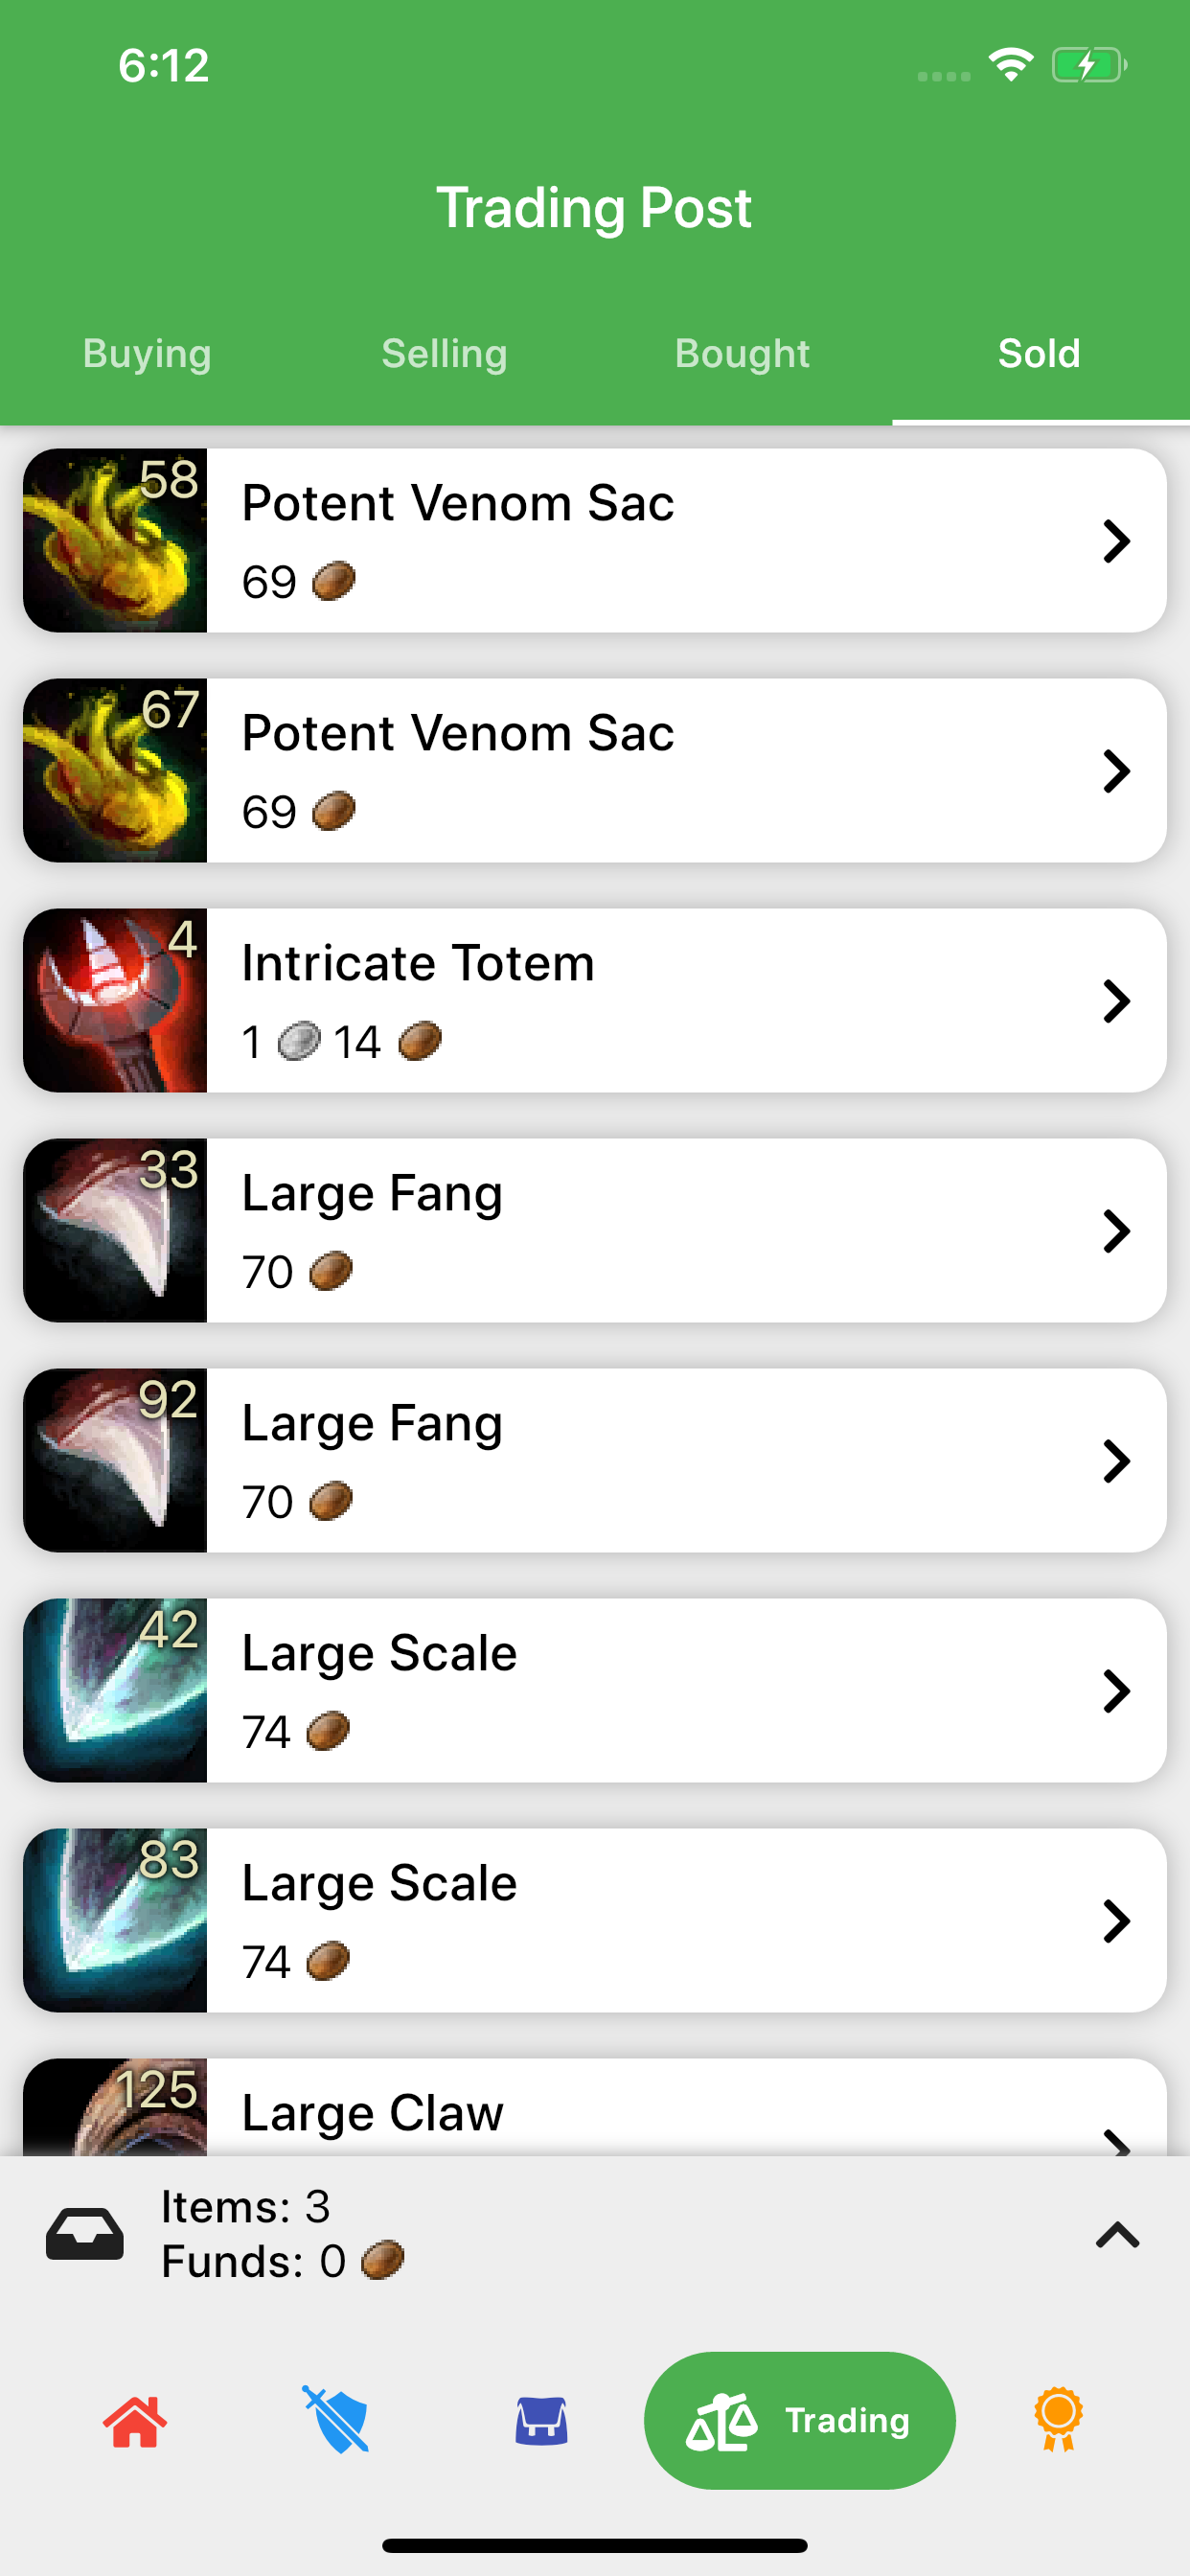 6:12
Trading Post
Buying Selling Bought Sold
58
Potent Venom Sac
69
67
Potent Venom Sac
69
4
Intricate Totem
1 14
33
Large Fang
70
92
Large Fang
70
42
Large Scale
74
83
Large Scale
74
125
Large Claw
Items: 3
Funds: 0
Trading